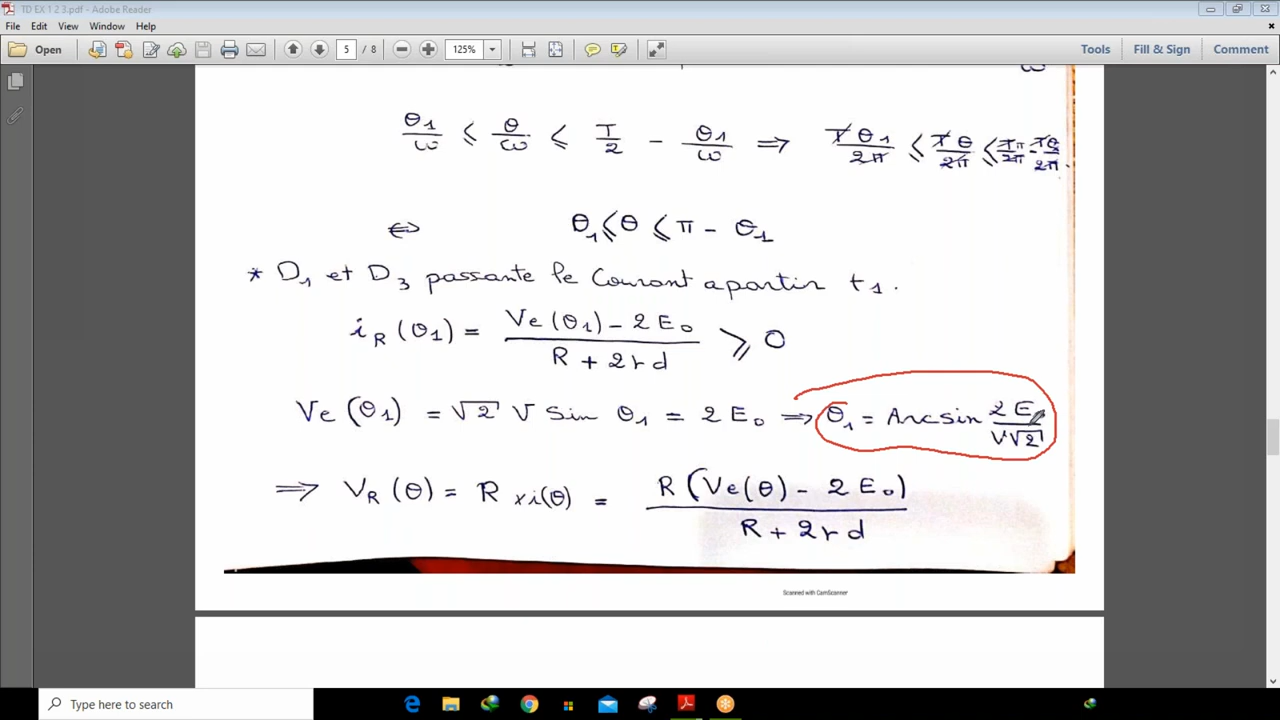 TD EX 1 2 3.pdf - Adobe Reader
File Edit View Window Help
Open 5 / 8 125% Tools Fill & Sign Comment
ω
θ1/ω ≤ θ/ω ≤ T/2 - θ1/ω ⇒ Tθ1/2π ≤ Tθ/2π ≤ Tπ/2π - Tθ/2π
⇔ θ1 ≤ θ ≤ π - θ1
* D1 et D3 passante le Courant apartir t1.
iR(θ1) = (Ve(θ1) - 2E0)/(R + 2rd) ≥ 0
Ve(θ1) = √2 V Sin θ1 = 2E0 ⇒ θ1 = Arcsin 2E0/V√2
⇒ VR(θ) = R x i(θ) = R(Ve(θ) - 2E0)/(R + 2rd)
Scanned with CamScanner
Type here to search